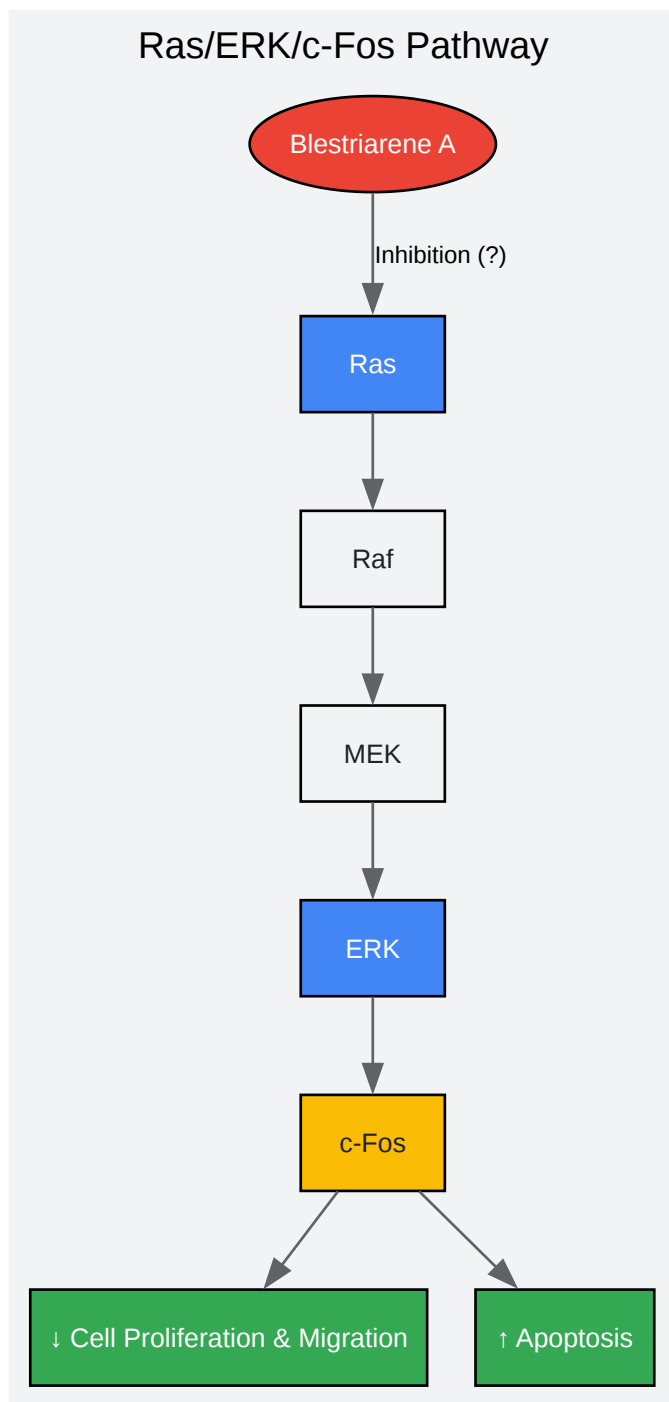 Ras/ERK/c-Fos Pathway
Blestriarene A
Inhibition (?)
Ras
Raf
MEK
ERK
c-Fos
↓ Cell Proliferation & Migration
↑ Apoptosis